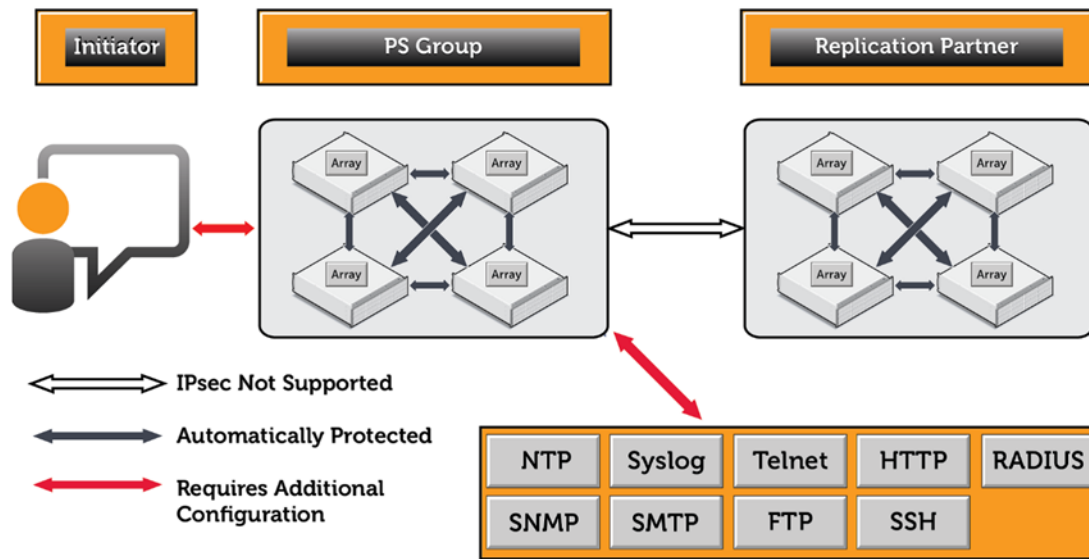 Initiator
PS Group
Replication Partner
Array
Array
Array
Array
Array
Array
Array
Array
IPsec Not Supported
Automatically Protected
Requires Additional
Configuration
NTP
Syslog
Telnet
HTTP
RADIUS
SNMP
SMTP
FTP
SSH